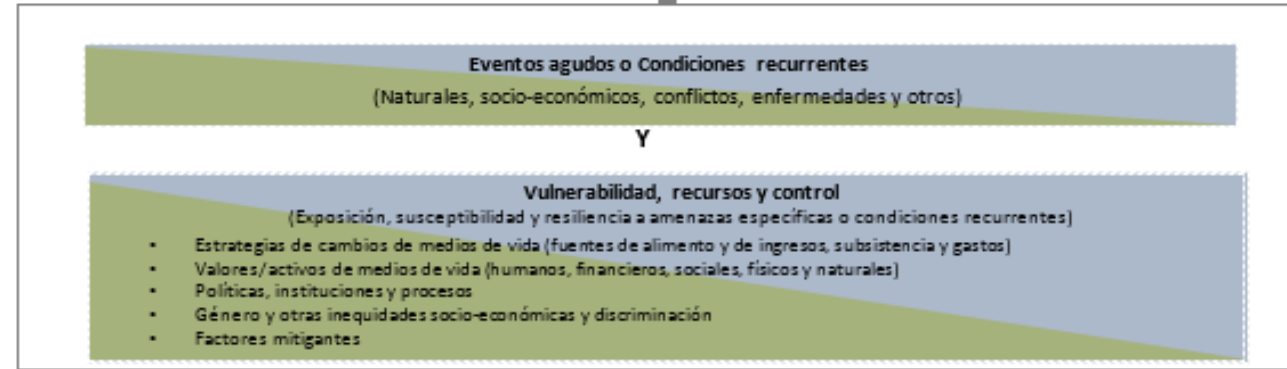 Eventos agudos o Condiciones recurrentes
(Naturales, socio-económicos, conflictos, enfermedades y otros)
Y
Vulnerabilidad, recursos y control
(Exposición, susceptibilidad y resiliencia a amenazas específicas o condiciones recurrentes)
• Estrategias de cambios de medios de vida (fuentes de alimento y de ingresos, subsistencia y gastos)
• Valores/activos de medios de vida (humanos, financieros, sociales, físicos y naturales)
• Políticas, instituciones y procesos
• Género y otras inequidades socio-económicas y discriminación
• Factores mitigantes